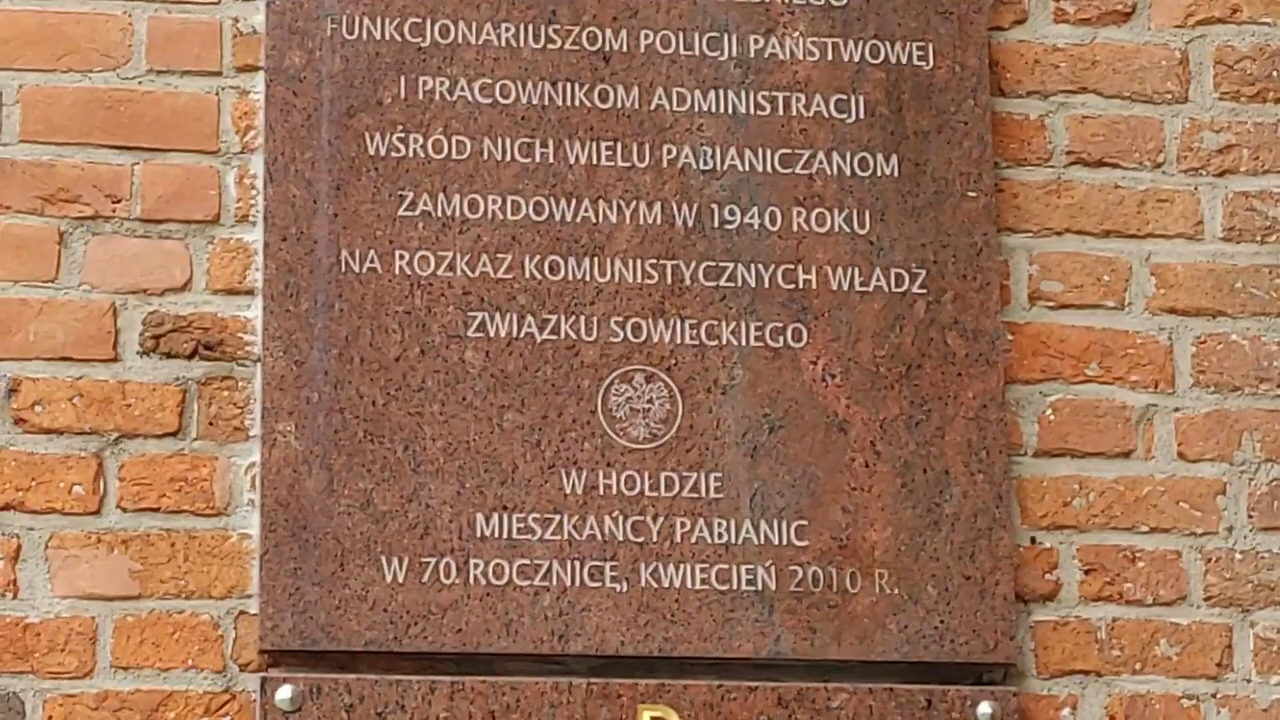 FUNKCJONARIUSZOM POLICJI PAŃSTWOWEJ
I PRACOWNIKOM ADMINISTRACJI
WŚRÓD NICH WIELU PABIANICZANOM
ZAMORDOWANYM W 1940 ROKU
NA ROZKAZ KOMUNISTYCZNYCH WŁADZ
ZWIĄZKU SOWIECKIEGO
W HOŁDZIE
MIESZKAŃCY PABIANIC
W 70. ROCZNICĘ, KWIECIEŃ 2010 R.